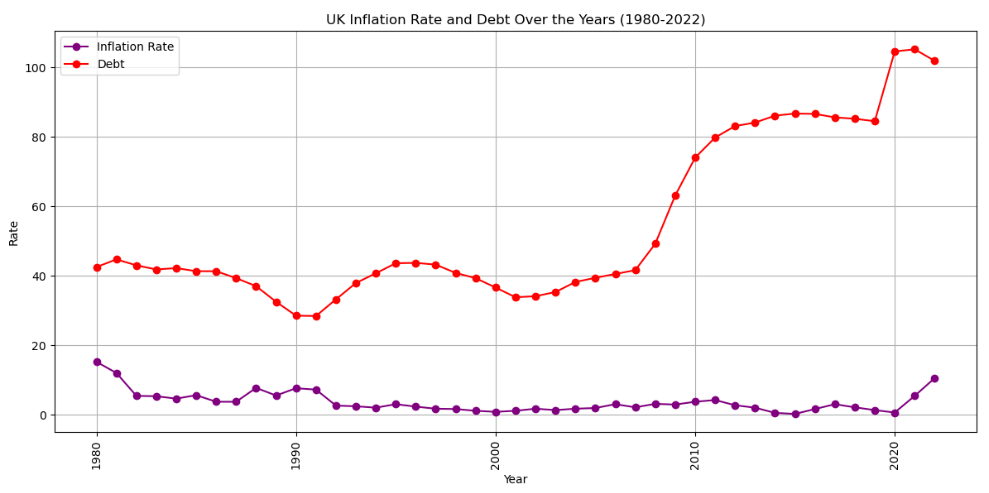 UK Inflation Rate and Debt Over the Years (1980-2022)
Inflation Rate
Debt
100
80
60
40
20
0
Rate
1980
1990
2000
2010
2020
Year